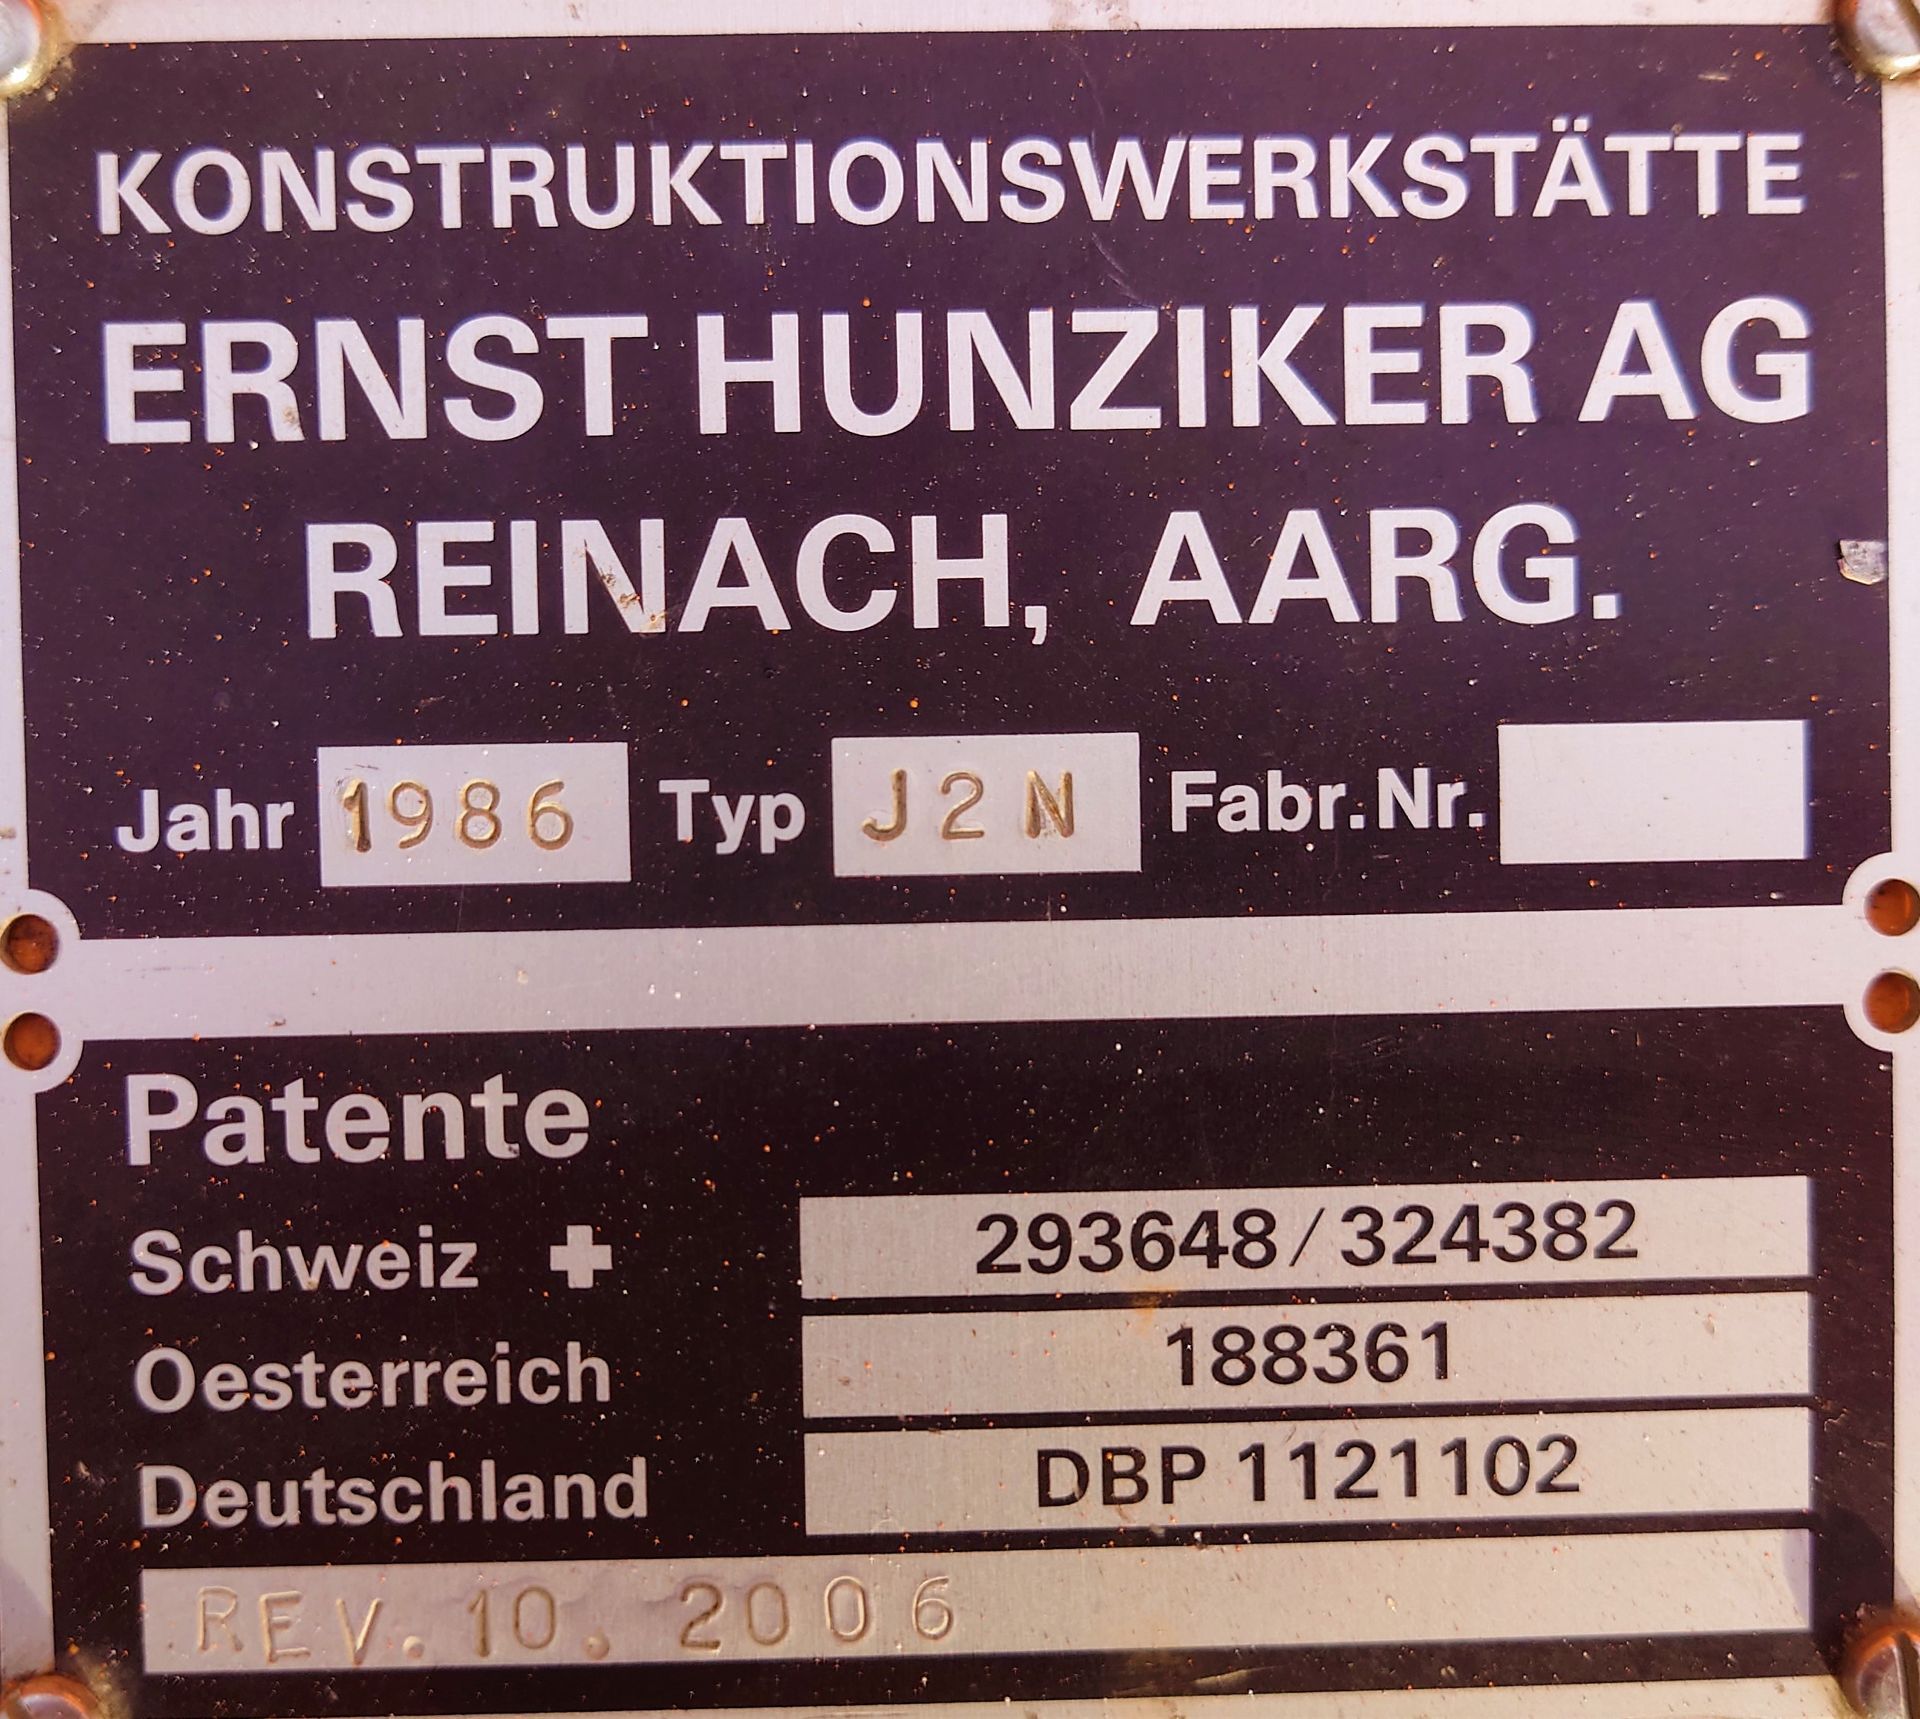 KONSTRUKTIONSWERKSTÄTTE
ERNST HUNZIKER AG
REINACH, AARG.
Jahr 1986 Typ J2N Fabr. Nr.
Patente
Schweiz 293648/324382
Oesterreich 188361
Deutschland DBP 1121102
REV. 10. 2006